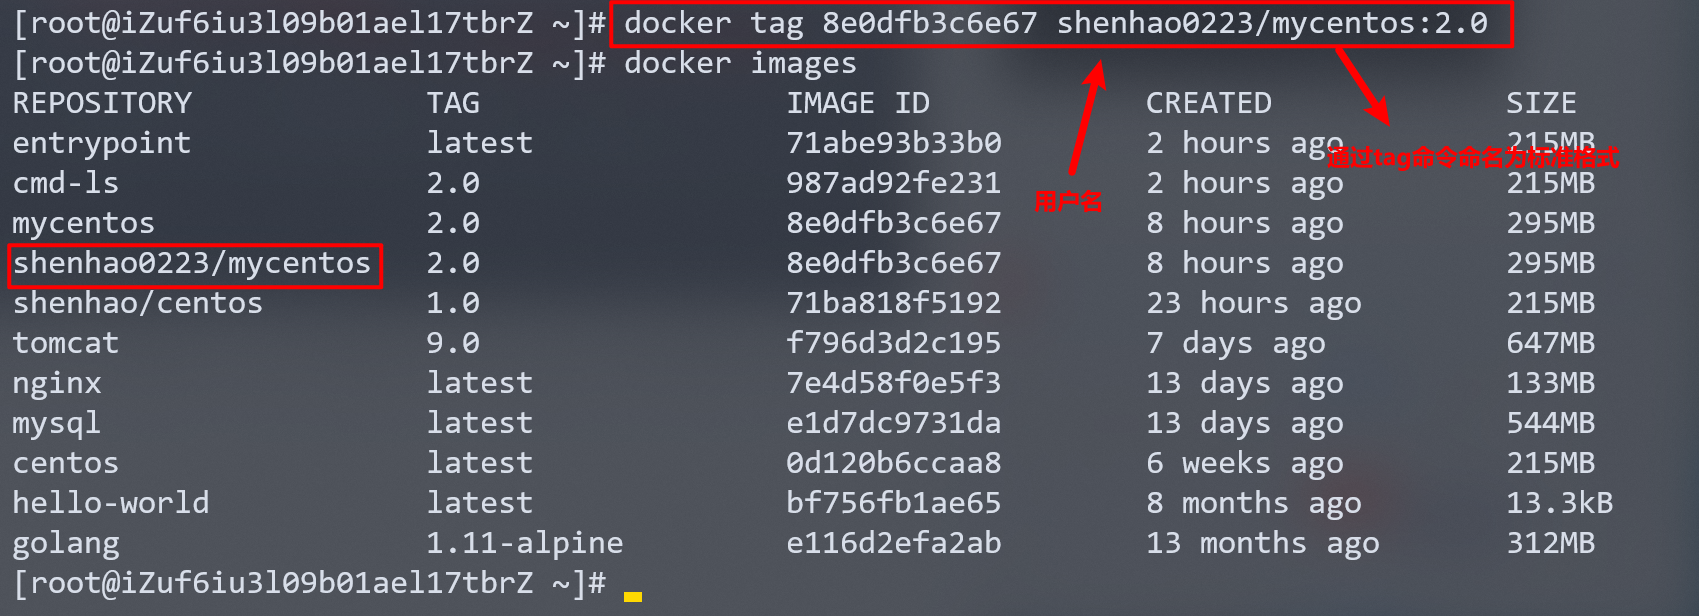 [root@iZuf6iu3l09b01ael17tbrZ ~]# docker tag 8e0dfb3c6e67 shenhao0223/mycentos:2.0
[root@iZuf6iu3l09b01ael17tbrZ ~]# docker images
REPOSITORY TAG IMAGE ID CREATED SIZE
entrypoint latest 71abe93b33b0 2 hours ago 215MB
通过tag命令命名为标准格式
cmd-ls 2.0 987ad92fe231 2 hours ago 215MB
用户名
mycentos 2.0 8e0dfb3c6e67 8 hours ago 295MB
shenhao0223/mycentos 2.0 8e0dfb3c6e67 8 hours ago 295MB
shenhao/centos 1.0 71ba818f5192 23 hours ago 215MB
tomcat 9.0 f796d3d2c195 7 days ago 647MB
nginx latest 7e4d58f0e5f3 13 days ago 133MB
mysql latest e1d7dc9731da 13 days ago 544MB
centos latest 0d120b6ccaa8 6 weeks ago 215MB
hello-world latest bf756fb1ae65 8 months ago 13.3kB
golang 1.11-alpine e116d2efa2ab 13 months ago 312MB
[root@iZuf6iu3l09b01ael17tbrZ ~]#